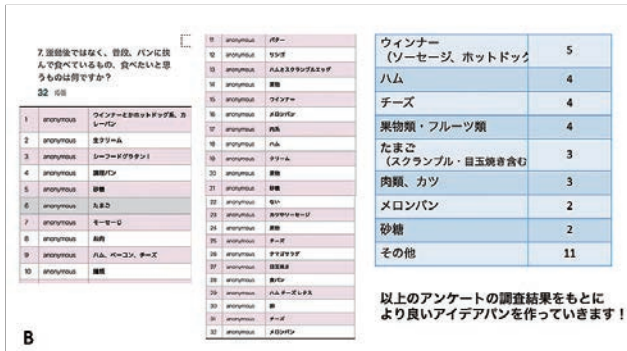 7. 運動後ではなく、普段、パンに挟
んで食べているもの、食べたいと思
うものは何ですか？
32 応答
1 anonymous ウインナーとかホットドッグ系、カ
レーパン
2 anonymous 生クリーム
3 anonymous シーフードグラタン！
4 anonymous 調理パン
5 anonymous 砂糖
6 anonymous たまご
7 anonymous ソーセージ
8 anonymous お肉
9 anonymous ハム、ベーコン、チーズ
10 anonymous
11 anonymous バター
12 anonymous リンゴ
13 anonymous ハムとスクランブルエッグ
14 anonymous 果物
15 anonymous ウインナー
16 anonymous メロンパン
17 anonymous 肉系
18 anonymous ハム
19 anonymous クリーム
20 anonymous 果物
21 anonymous 砂糖
22 anonymous ない
23 anonymous カツやソーセージ
24 anonymous 果物
25 anonymous チーズ
26 anonymous タマゴサラダ
27 anonymous 目玉焼き
28 anonymous 食パン
29 anonymous ハム チーズ レタス
30 anonymous
31 anonymous チーズ
32 anonymous メロンパン
ウィンナー
（ソーセージ、ホットドック 5
ハム 4
チーズ 4
果物類・フルーツ類 4
たまご
（スクランブル・目玉焼き含む 3
肉類、カツ 3
メロンパン 2
砂糖 2
その他 11
以上のアンケートの調査結果をもとに
より良いアイデアパンを作っていきます！
B